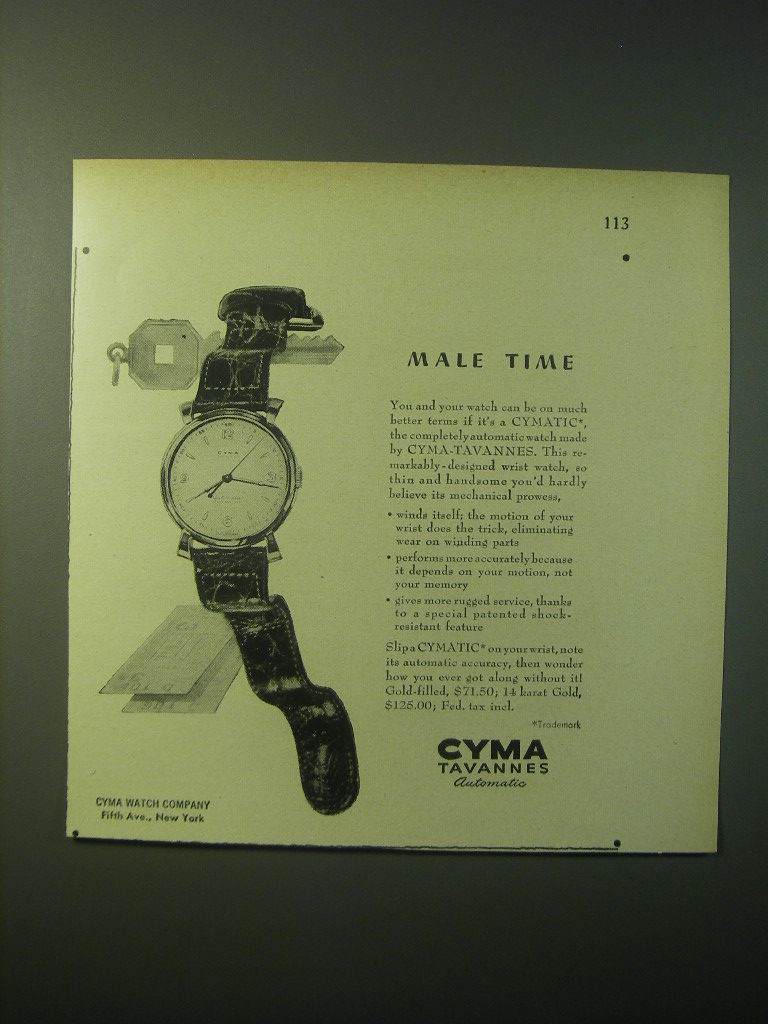 113
CYMA
MALE TIME
You and your watch can be on much
better terms if it's a CYMATIC*,
the completely automatic watch made
by CYMA-TAVANNES. This re-
markably-designed wrist watch, so
thin and handsome you'd hardly
believe its mechanical prowess,
• winds itself; the motion of your
wrist does the trick, eliminating
wear on winding parts
• performs more accurately because
it depends on your motion, not
your memory
• gives more rugged service, thanks
to a special patented shock-
resistant feature
Slip a CYMATIC* on your wrist, note
its automatic accuracy, then wonder
how you ever got along without it!
Gold-filled, $71.50; 14 karat Gold,
$125.00; Fed. tax incl.
*Trademark
CYMA
TAVANNES
Automatic
CYMA WATCH COMPANY
Fifth Ave., New York